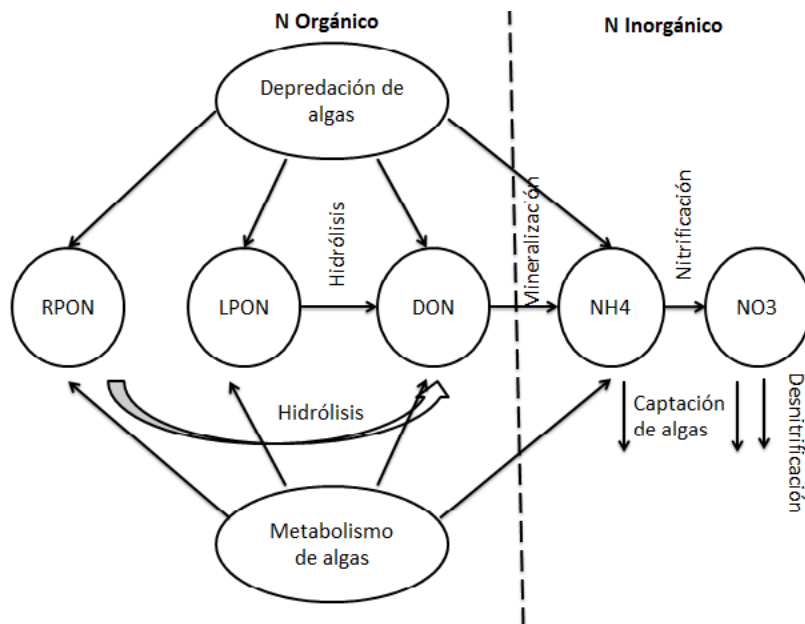 N Orgánico
N Inorgánico
Depredación de
algas
Hidrólisis
Mineralización
Nitrificación
RPON
LPON
DON
NH4
NO3
Hidrólisis
Captación
de algas
Desnitrificación
Metabolismo
de algas